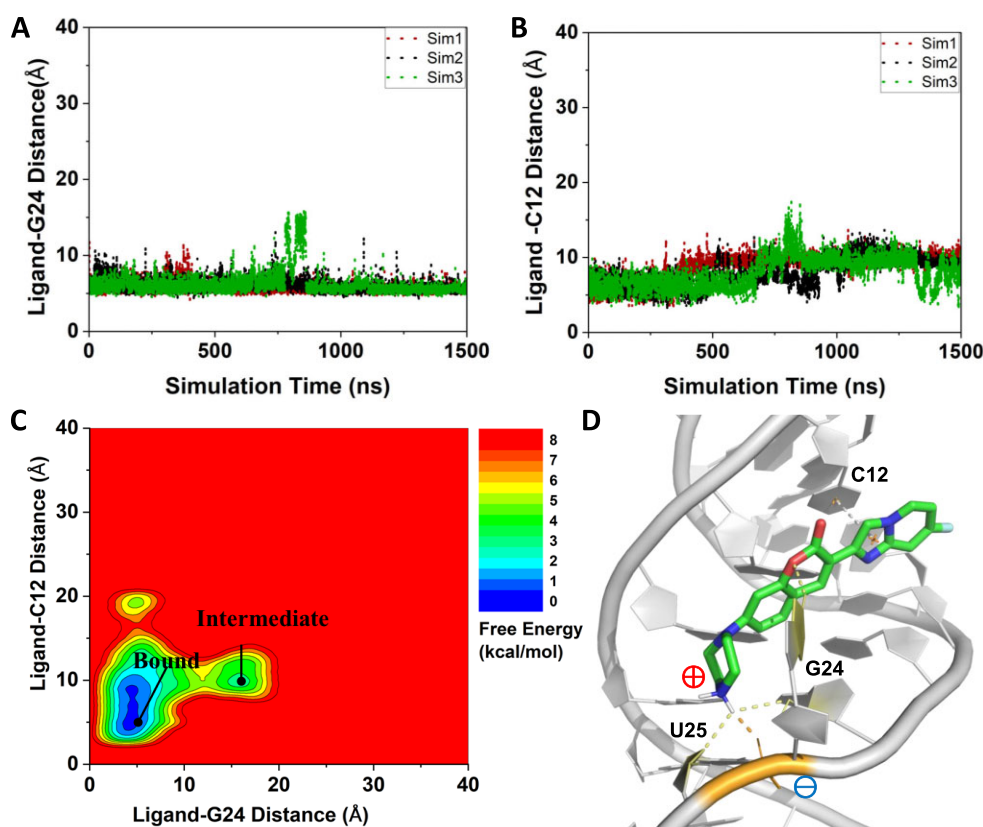 A
Ligand-G24 Distance(Å)
40
30
20
10
0
Sim1
Sim2
Sim3
0 500 1000 1500
Simulation Time (ns)
B
Ligand -C12 Distance (Å)
40
30
20
10
0
Sim1
Sim2
Sim3
0 500 1000 1500
Simulation Time (ns)
C
Ligand-C12 Distance (Å)
40
30
20
10
0
Intermediate
Bound
0 10 20 30 40
Ligand-G24 Distance (Å)
8
7
6
5
4
3
2
1
0
Free Energy
(kcal/mol)
D
C12
G24
U25